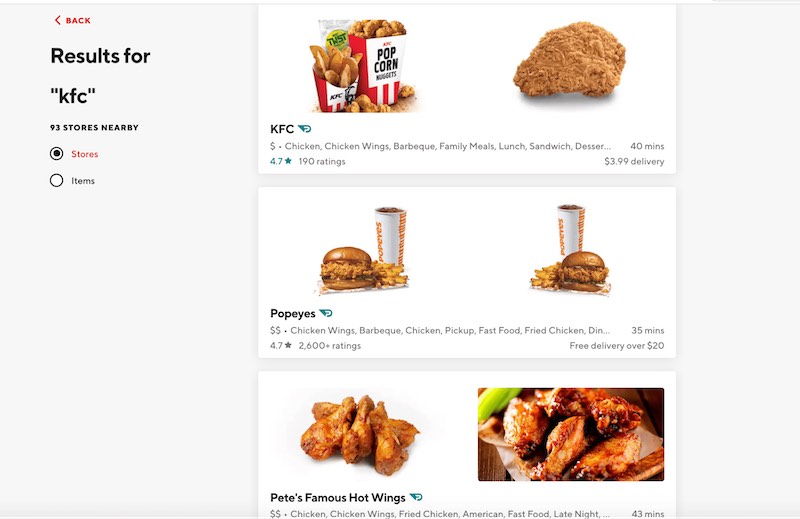 BACK
Results for
"kfc"
93 STORES NEARBY
Stores
Items
KFC
POP
CORN
NUGGETS
KFC
KFC
$ • Chicken, Chicken Wings, Barbeque, Family Meals, Lunch, Sandwich, Desser... 40 mins
4.7 ★ 190 ratings $3.99 delivery
POPEYES
POPEYES
Popeyes
$$ • Chicken Wings, Barbeque, Chicken, Pickup, Fast Food, Fried Chicken, Din... 35 mins
4.7 ★ 2,600+ ratings Free delivery over $20
Pete's Famous Hot Wings
$$ • Chicken, Chicken Wings, Fried Chicken, American, Fast Food, Late Night, ... 43 mins